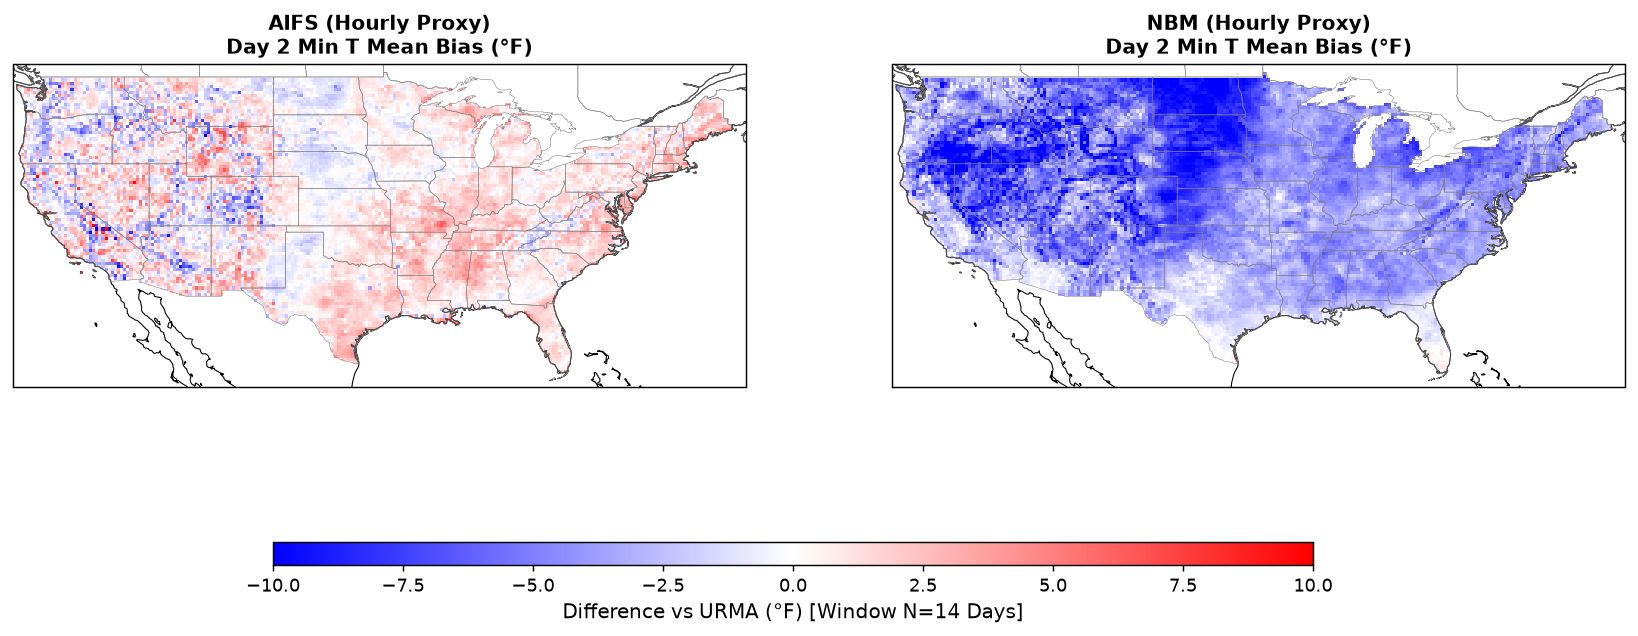 AIFS (Hourly Proxy)
Day 2 Min T Mean Bias (°F)
NBM (Hourly Proxy)
Day 2 Min T Mean Bias (°F)
−10.0 −7.5 −5.0 −2.5 0.0 2.5 5.0 7.5 10.0
Difference vs URMA (°F) [Window N=14 Days]